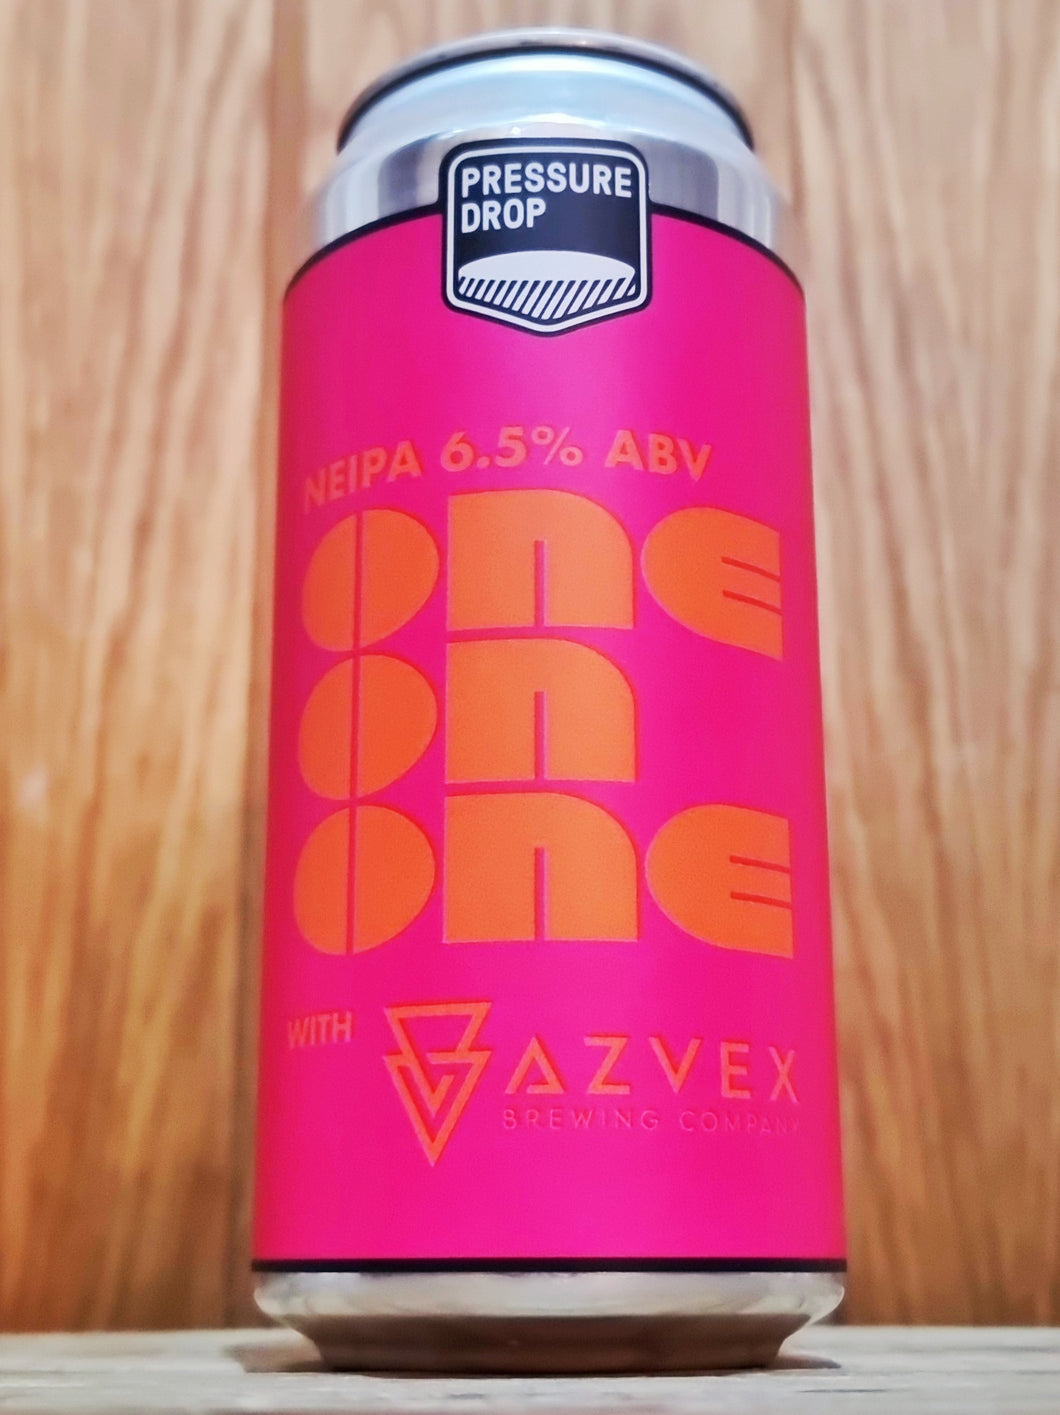 PRESSURE
DROP
NEIPA 6.5% ABV
ONE
ON
ONE
WITH
AZVEX
BREWING COMPANY